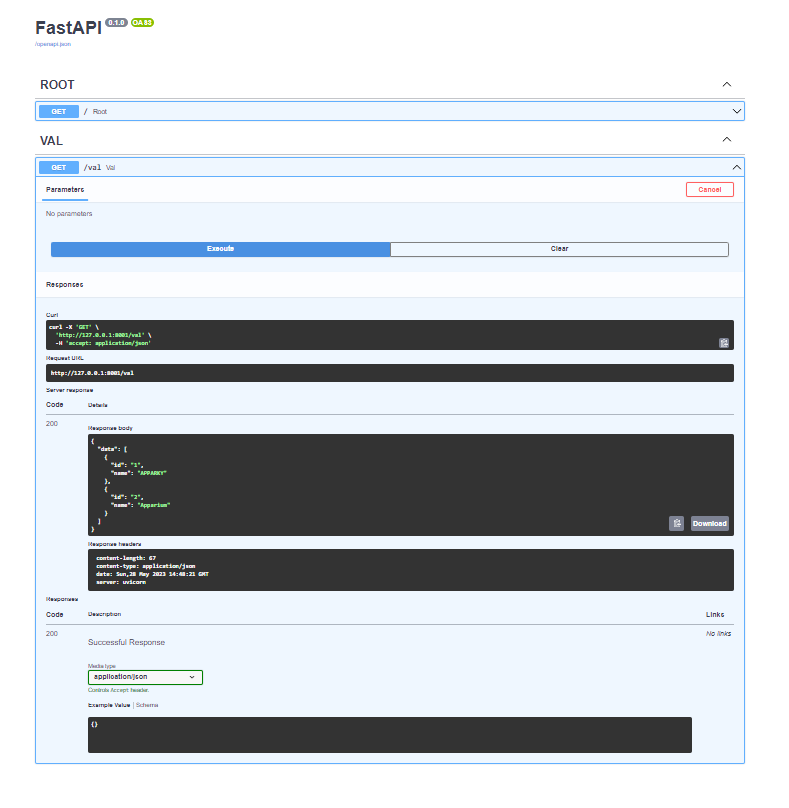 FastAPI 0.1.0 OAS3
/openapi.json
ROOT
GET / Root
VAL
GET /val Val
Parameters Cancel
No parameters
Execute Clear
Responses
Curl
curl -X 'GET' \
'http://127.0.0.1:8001/val' \
-H 'accept: application/json'
Request URL
http://127.0.0.1:8001/val
Server response
Code Details
200
Response body
{
"data": [
{
"id": "1",
"name": "APPARKY"
},
{
"id": "2",
"name": "Apparium"
}
]
}
Download
Response headers
content-length: 67
content-type: application/json
date: Sun,28 May 2023 14:48:21 GMT
server: uvicorn
Responses
Code Description Links
200 No links
Successful Response
Media type
application/json
Controls Accept header.
Example Value | Schema
{}